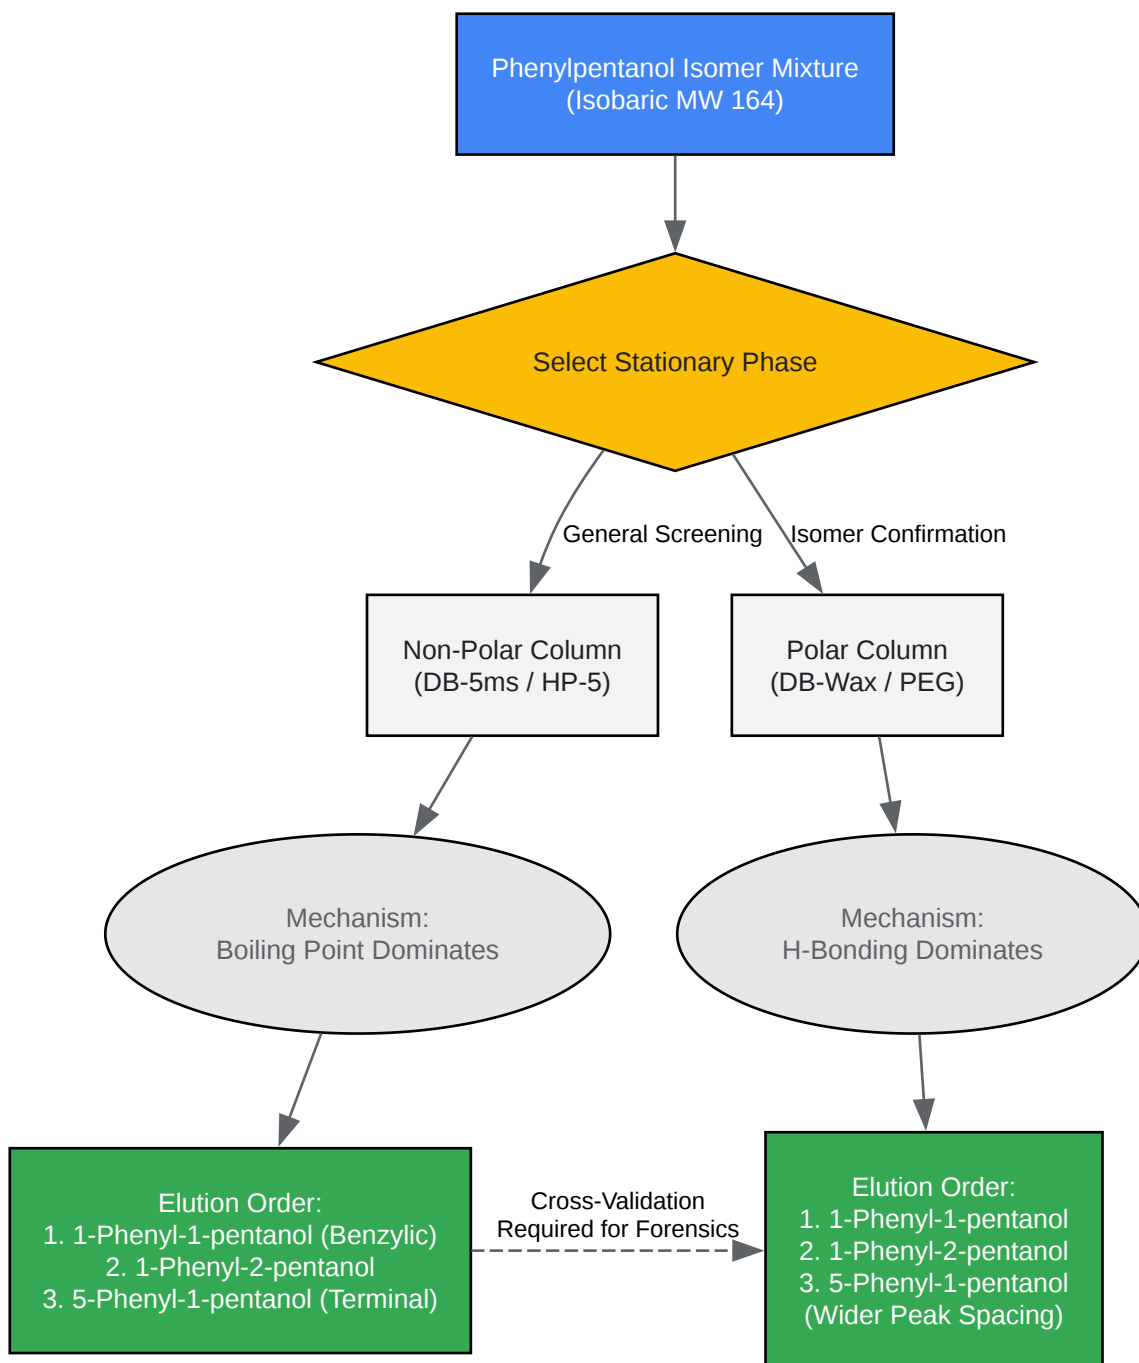 Phenylpentanol Isomer Mixture
(Isobaric MW 164)
Select Stationary Phase
General Screening
Isomer Confirmation
Non-Polar Column
(DB-5ms / HP-5)
Polar Column
(DB-Wax / PEG)
Mechanism:
Boiling Point Dominates
Mechanism:
H-Bonding Dominates
Elution Order:
1. 1-Phenyl-1-pentanol (Benzylic)
2. 1-Phenyl-2-pentanol
3. 5-Phenyl-1-pentanol (Terminal)
Cross-Validation
Required for Forensics
Elution Order:
1. 1-Phenyl-1-pentanol
2. 1-Phenyl-2-pentanol
3. 5-Phenyl-1-pentanol
(Wider Peak Spacing)